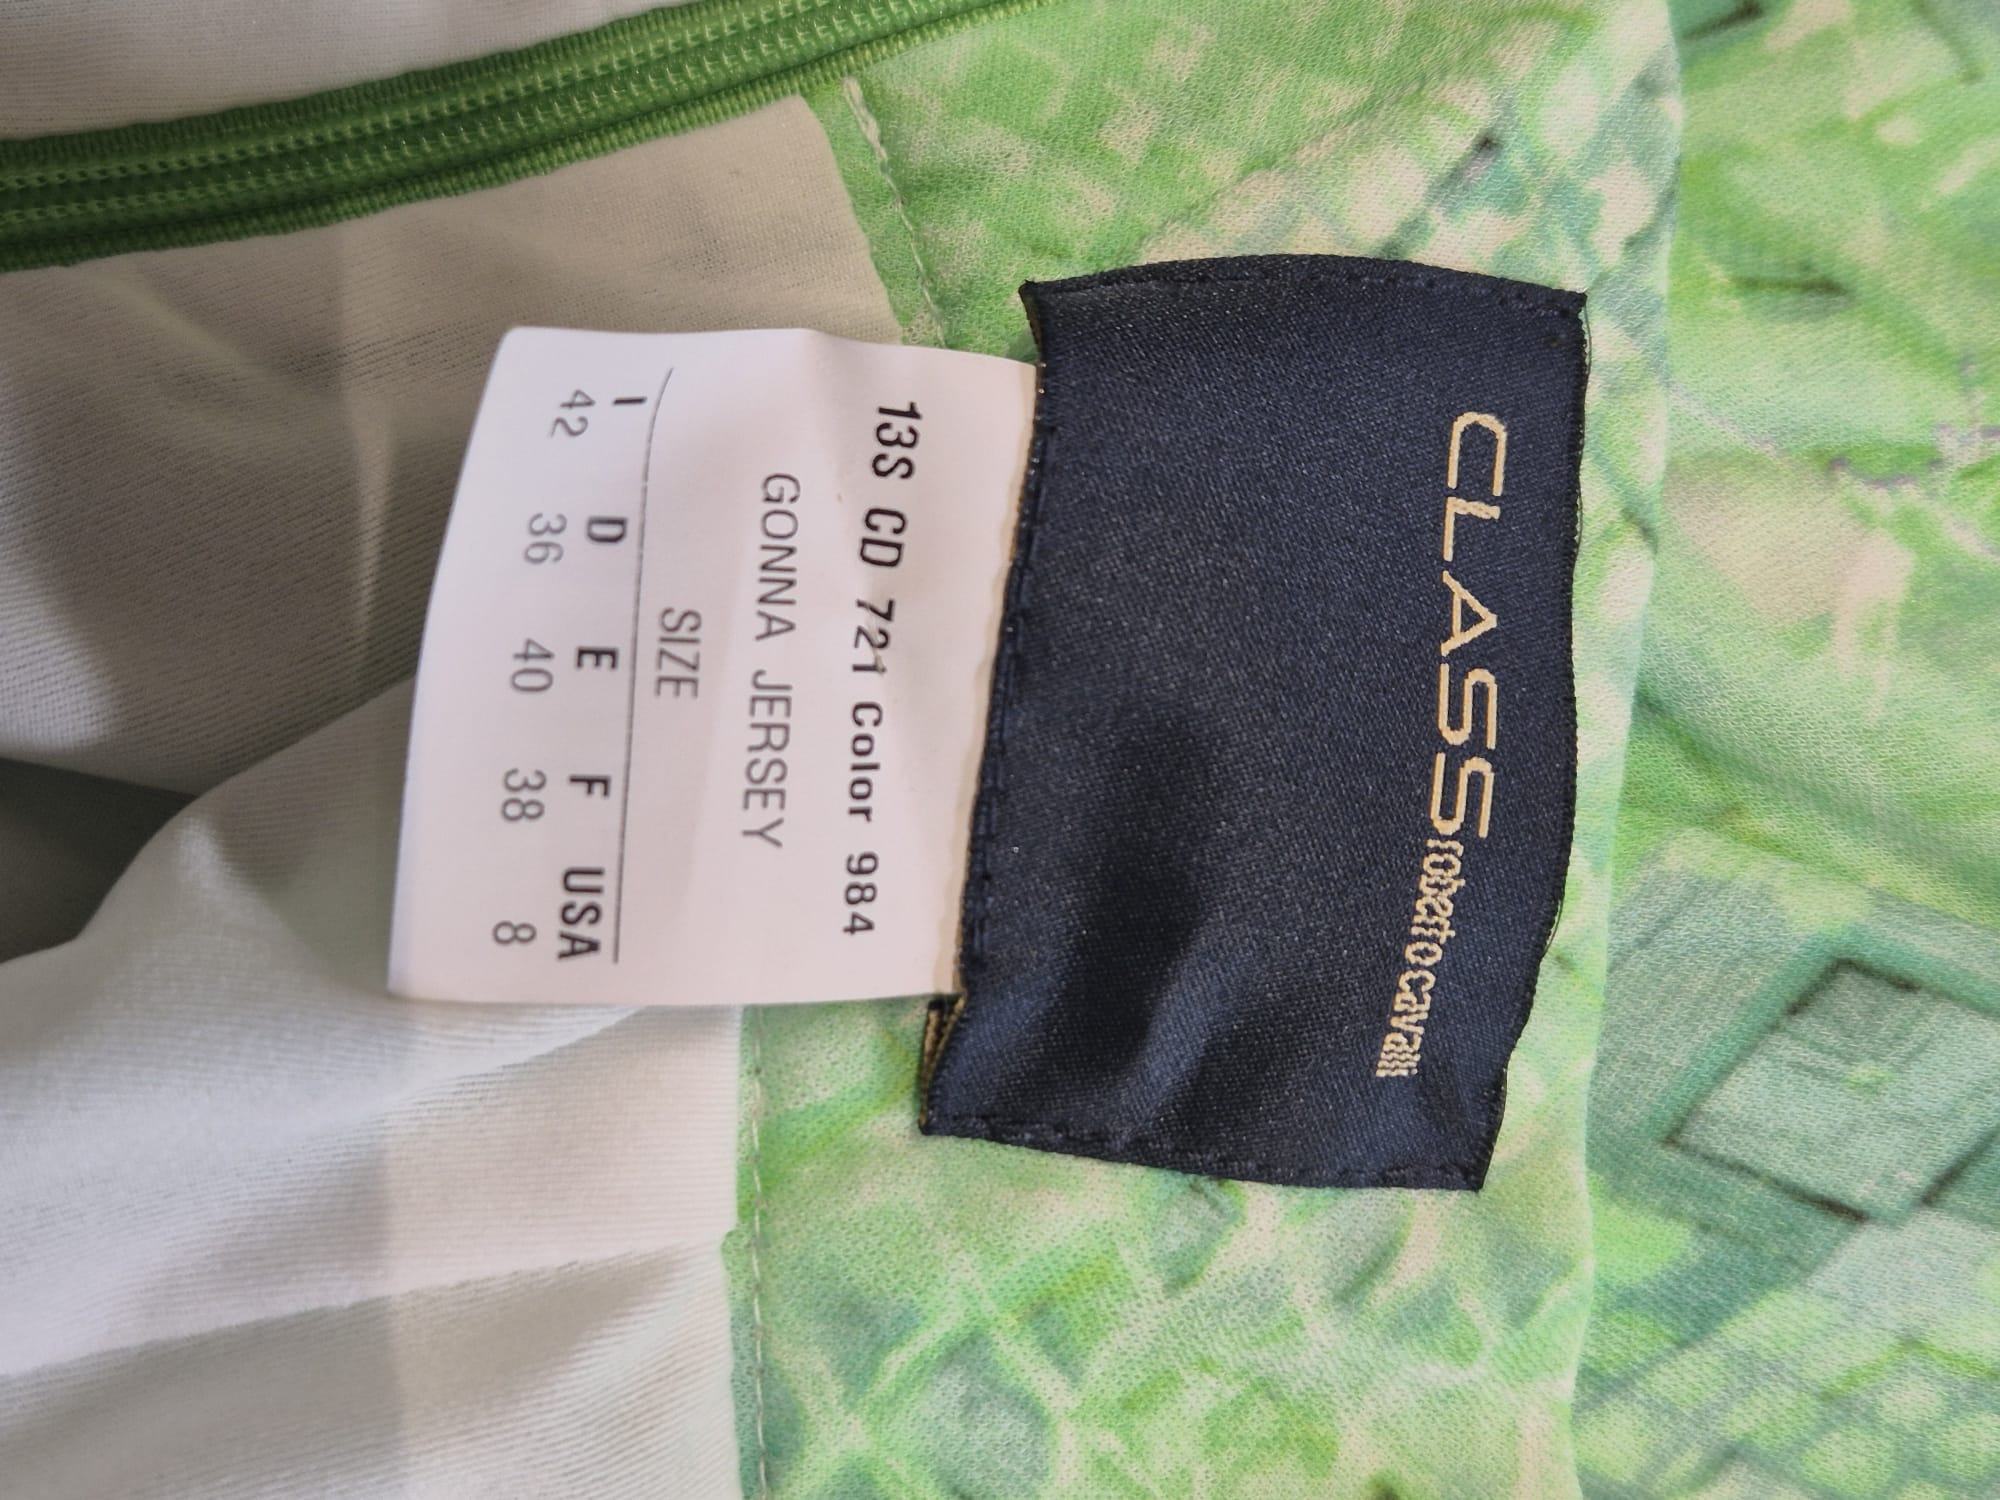 CLASS roberto cavalli
13S CD 721 Color 984
GONNA JERSEY
SIZE
I D E F USA
42 36 40 38 8